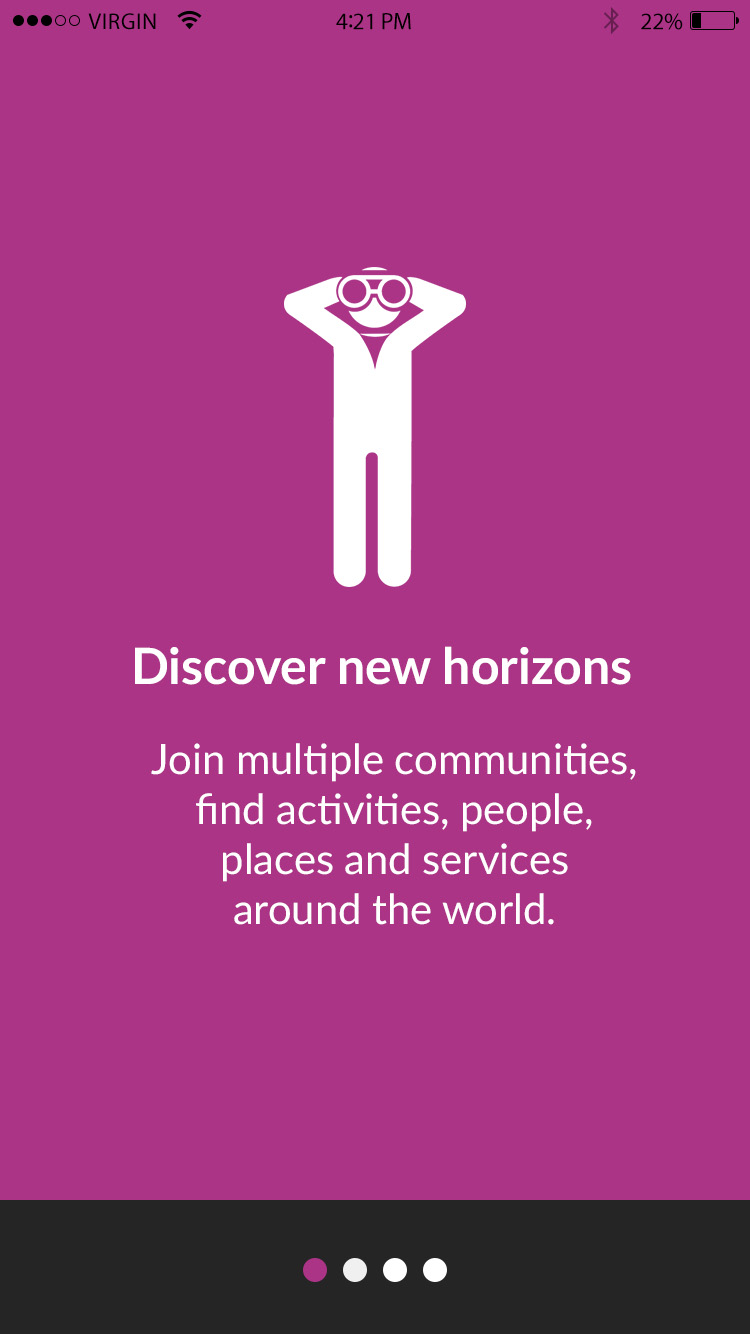 VIRGIN 4:21 PM 22%
Discover new horizons
Join multiple communities,
find activities, people,
places and services
around the world.